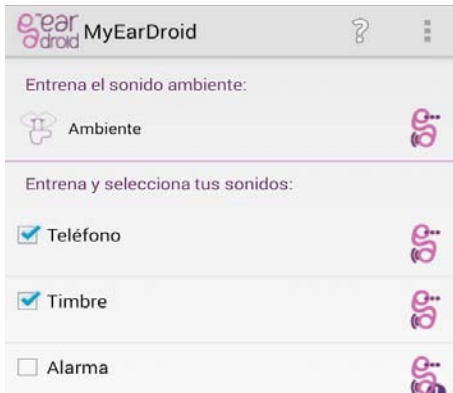 ear
droid
MyEarDroid
?
Entrena el sonido ambiente:
Ambiente
Entrena y selecciona tus sonidos:
Teléfono
Timbre
Alarma